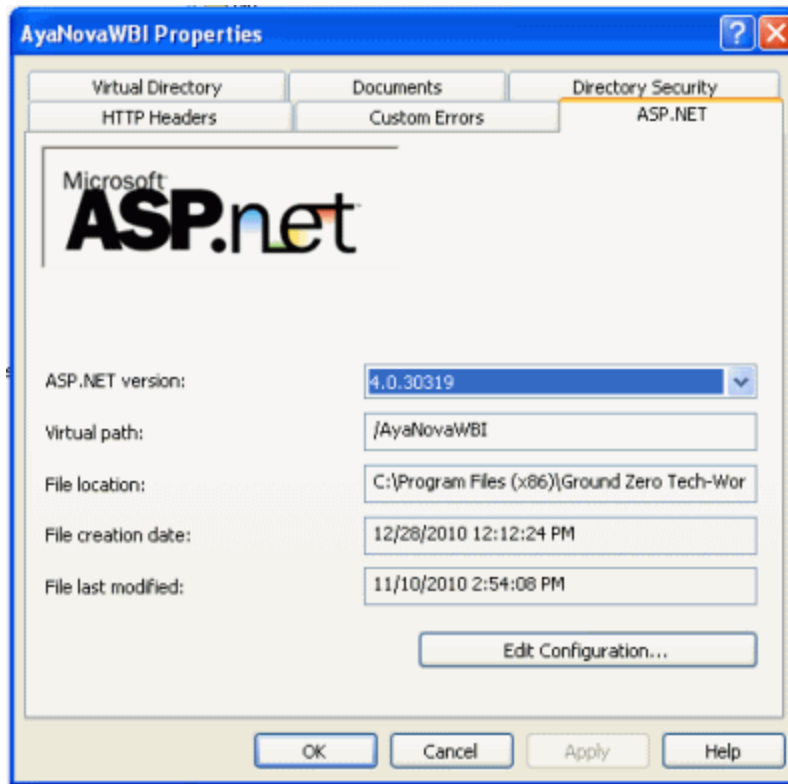 AyaNovaWBI Properties
Virtual Directory Documents Directory Security
HTTP Headers Custom Errors ASP.NET
Microsoft
ASP.net
ASP.NET version: 4.0.30319
Virtual path: /AyaNovaWBI
File location: C:\Program Files (x86)\Ground Zero Tech-Wor
File creation date: 12/28/2010 12:12:24 PM
File last modified: 11/10/2010 2:54:08 PM
Edit Configuration...
OK Cancel Apply Help